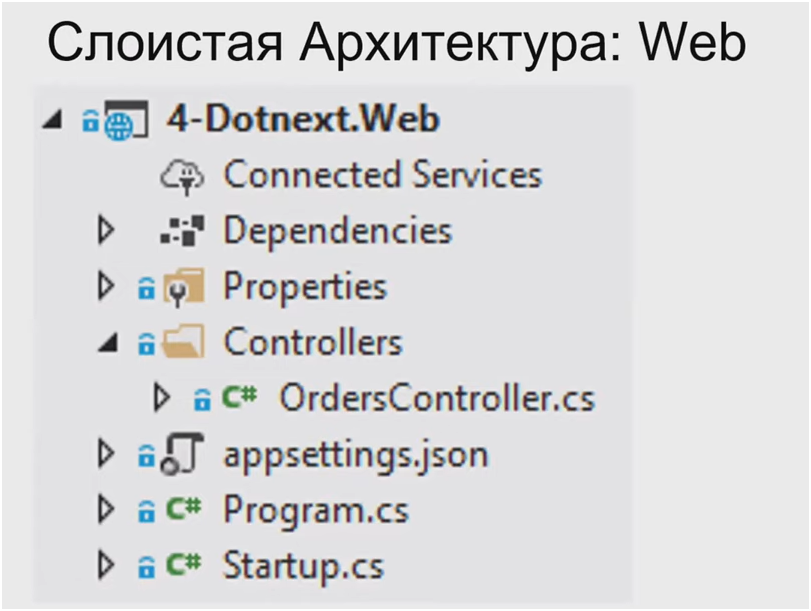 Слоистая Архитектура: Web
4-Dotnext.Web
Connected Services
Dependencies
Properties
Controllers
C# OrdersController.cs
appsettings.json
C# Program.cs
C# Startup.cs